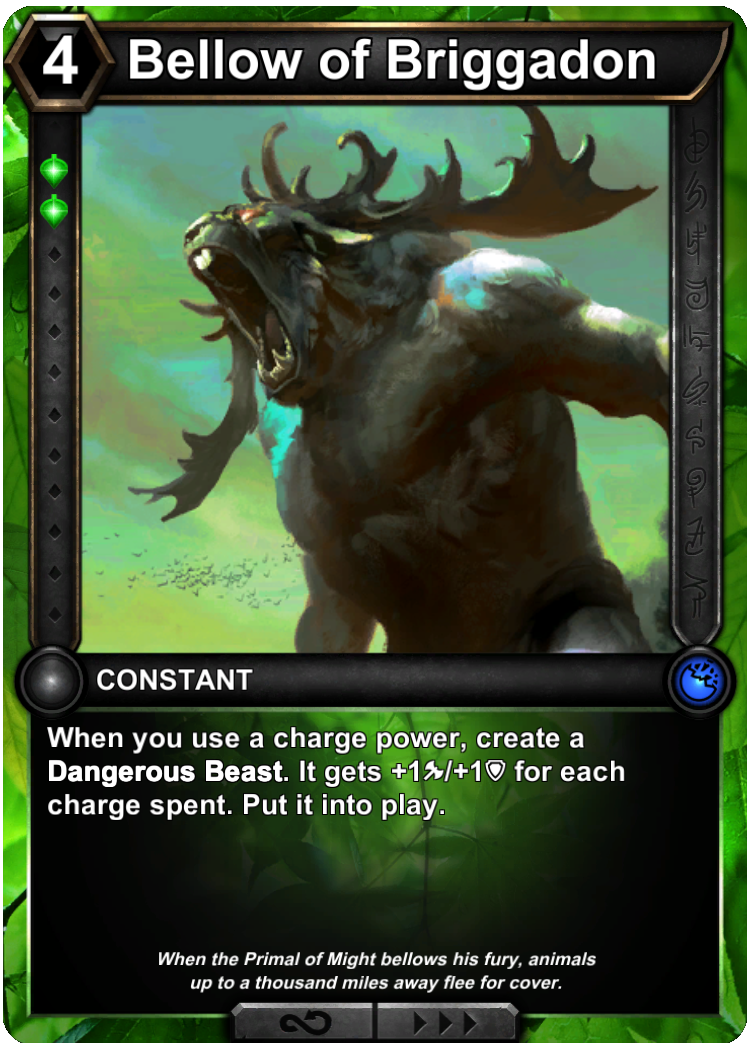 4 Bellow of Briggadon
CONSTANT
When you use a charge power, create a
Dangerous Beast. It gets +1/+1 for each
charge spent. Put it into play.
When the Primal of Might bellows his fury, animals
up to a thousand miles away flee for cover.